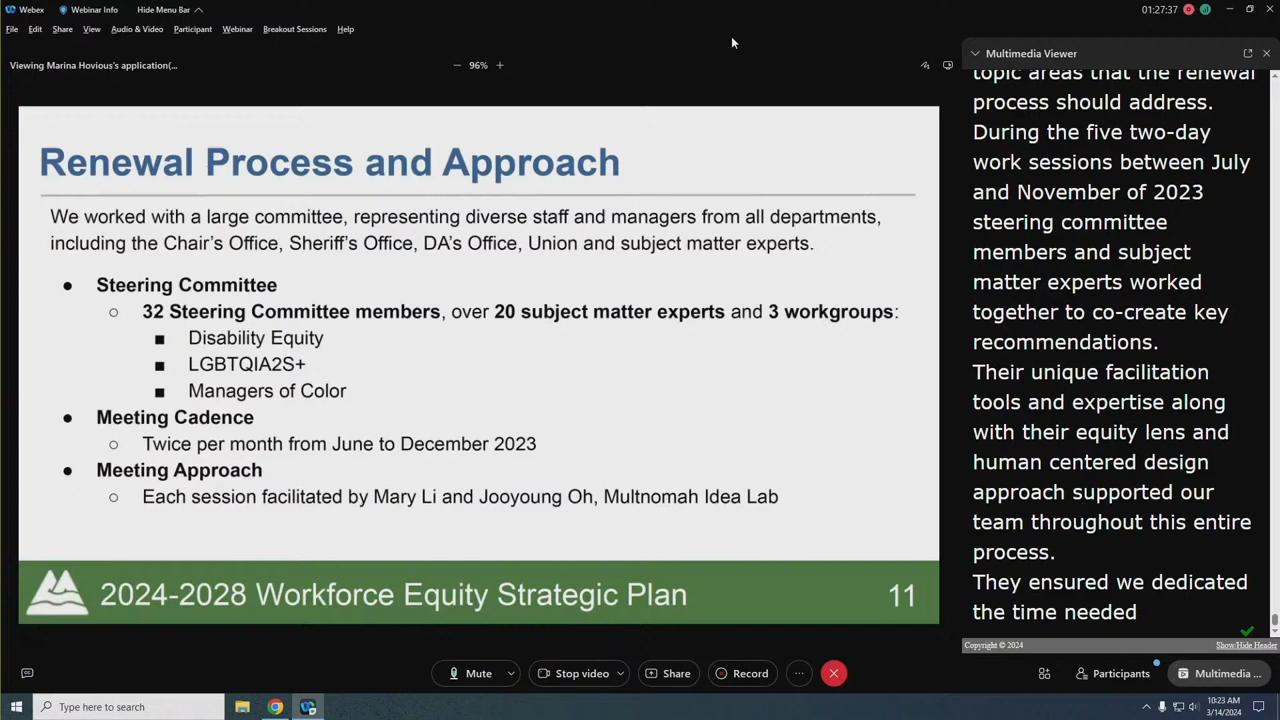 Webex
Webinar Info
Hide Menu Bar
01:27:37
File Edit Share View Audio & Video Participant Webinar Breakout Sessions Help
Viewing Marina Hovious's application(...
96%
Renewal Process and Approach
We worked with a large committee, representing diverse staff and managers from all departments,
including the Chair's Office, Sheriff's Office, DA's Office, Union and subject matter experts.
● Steering Committee
○ 32 Steering Committee members, over 20 subject matter experts and 3 workgroups:
■ Disability Equity
■ LGBTQIA2S+
■ Managers of Color
● Meeting Cadence
○ Twice per month from June to December 2023
● Meeting Approach
○ Each session facilitated by Mary Li and Jooyoung Oh, Multnomah Idea Lab
2024-2028 Workforce Equity Strategic Plan 11
Multimedia Viewer
topic areas that the renewal
process should address.
During the five two-day
work sessions between July
and November of 2023
steering committee
members and subject
matter experts worked
together to co-create key
recommendations.
Their unique facilitation
tools and expertise along
with their equity lens and
human centered design
approach supported our
team throughout this entire
process.
They ensured we dedicated
the time needed
Copyright © 2024 Show/Hide Header
Mute Stop video Share Record ... Participants Multimedia ...
Type here to search
10:23 AM
3/14/2024